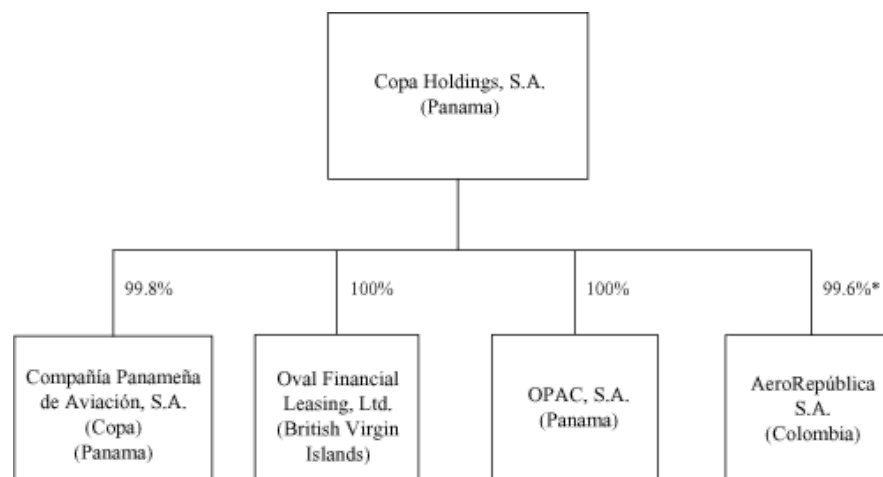 Copa Holdings, S.A.
(Panama)
99.8%
100%
100%
99.6%*
Compañía Panameña
de Aviación, S.A.
(Copa)
(Panama)
Oval Financial
Leasing, Ltd.
(British Virgin
Islands)
OPAC, S.A.
(Panama)
AeroRepública
S.A.
(Colombia)